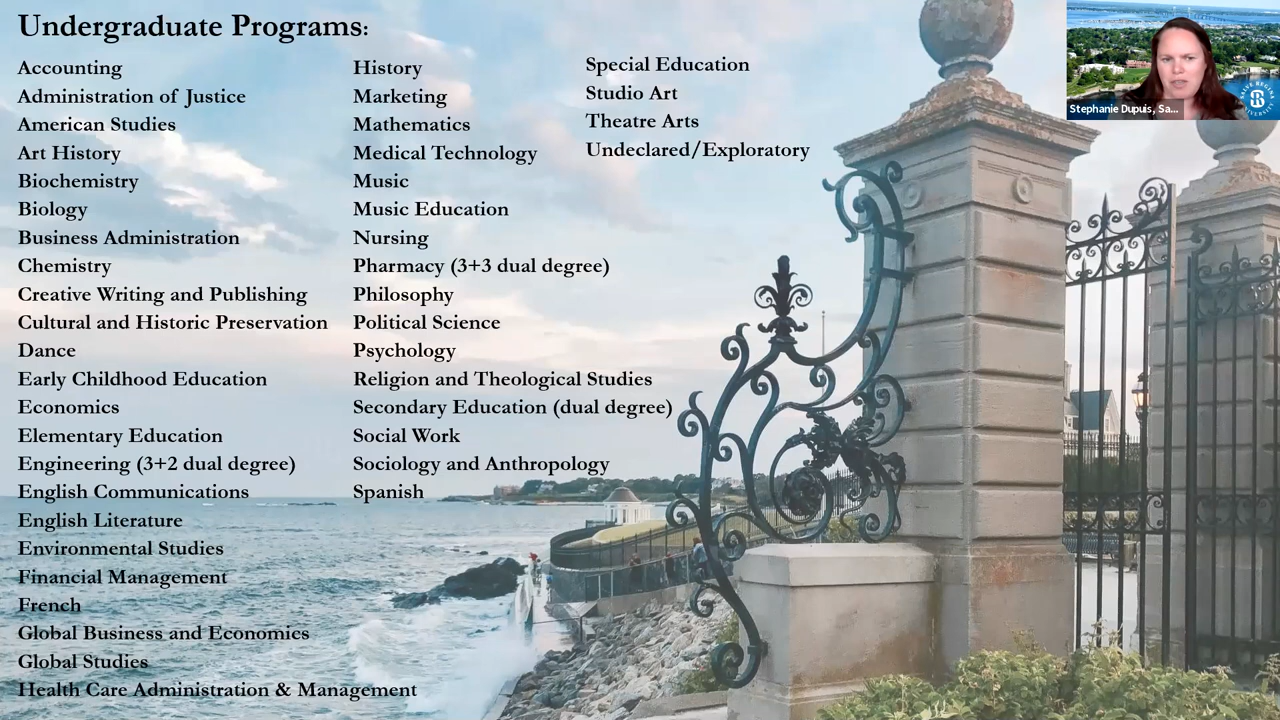 Undergraduate Programs:
Accounting
Administration of Justice
American Studies
Art History
Biochemistry
Biology
Business Administration
Chemistry
Creative Writing and Publishing
Cultural and Historic Preservation
Dance
Early Childhood Education
Economics
Elementary Education
Engineering (3+2 dual degree)
English Communications
English Literature
Environmental Studies
Financial Management
French
Global Business and Economics
Global Studies
Health Care Administration & Management
History
Marketing
Mathematics
Medical Technology
Music
Music Education
Nursing
Pharmacy (3+3 dual degree)
Philosophy
Political Science
Psychology
Religion and Theological Studies
Secondary Education (dual degree)
Social Work
Sociology and Anthropology
Spanish
Special Education
Studio Art
Theatre Arts
Undeclared/Exploratory
Stephanie Dupuis, Sa...